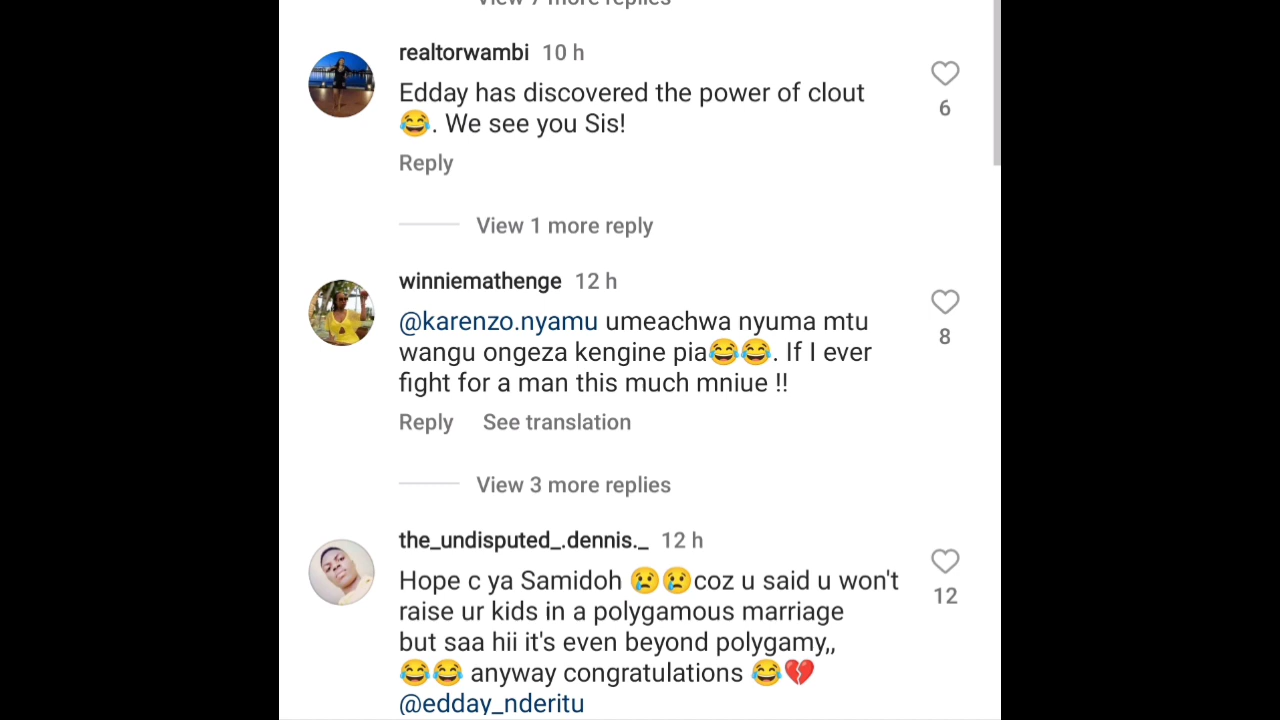 View 7 more replies
realtorwambi 10 h
Edday has discovered the power of clout
😂. We see you Sis!
6
Reply
View 1 more reply
winniemathenge 12 h
@karenzo.nyamu umeachwa nyuma mtu
wangu ongeza kengine pia😂😂. If I ever
fight for a man this much mniue !!
8
Reply See translation
View 3 more replies
the_undisputed_.dennis._ 12 h
Hope c ya Samidoh 😢😢coz u said u won't
raise ur kids in a polygamous marriage
but saa hii it's even beyond polygamy,,
😂😂 anyway congratulations 😂💔
@edday_nderitu
12